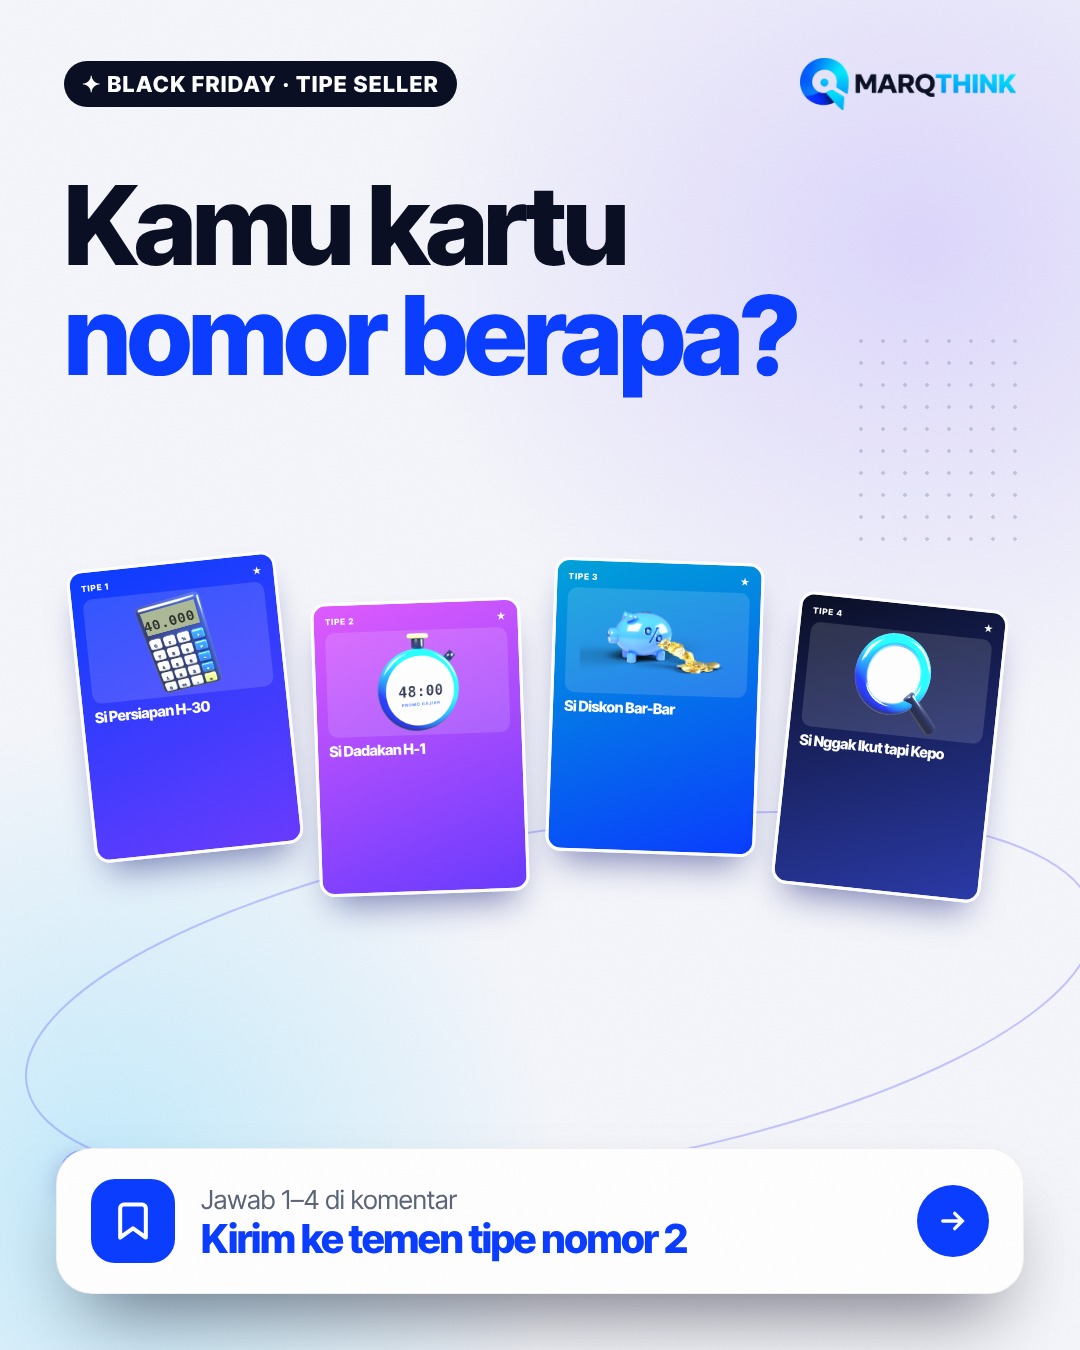 ✦ BLACK FRIDAY · TIPE SELLER
MARQTHINK
Kamu kartu
nomor berapa?
TIPE 1 ★
40.000
Si Persiapan H-30
TIPE 2 ★
48:00
PROMO KEJIAN
Si Dadakan H-1
TIPE 3 ★
%
Si Diskon Bar-Bar
TIPE 4 ★
Si Nggak Ikut tapi Kepo
Jawab 1–4 di komentar
Kirim ke temen tipe nomor 2